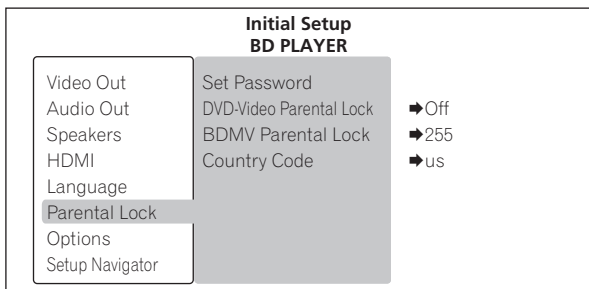 Initial Setup
BD PLAYER
Video Out
Audio Out
Speakers
HDMI
Language
Parental Lock
Options
Setup Navigator
Set Password
DVD-Video Parental Lock ➡Off
BDMV Parental Lock ➡255
Country Code ➡us